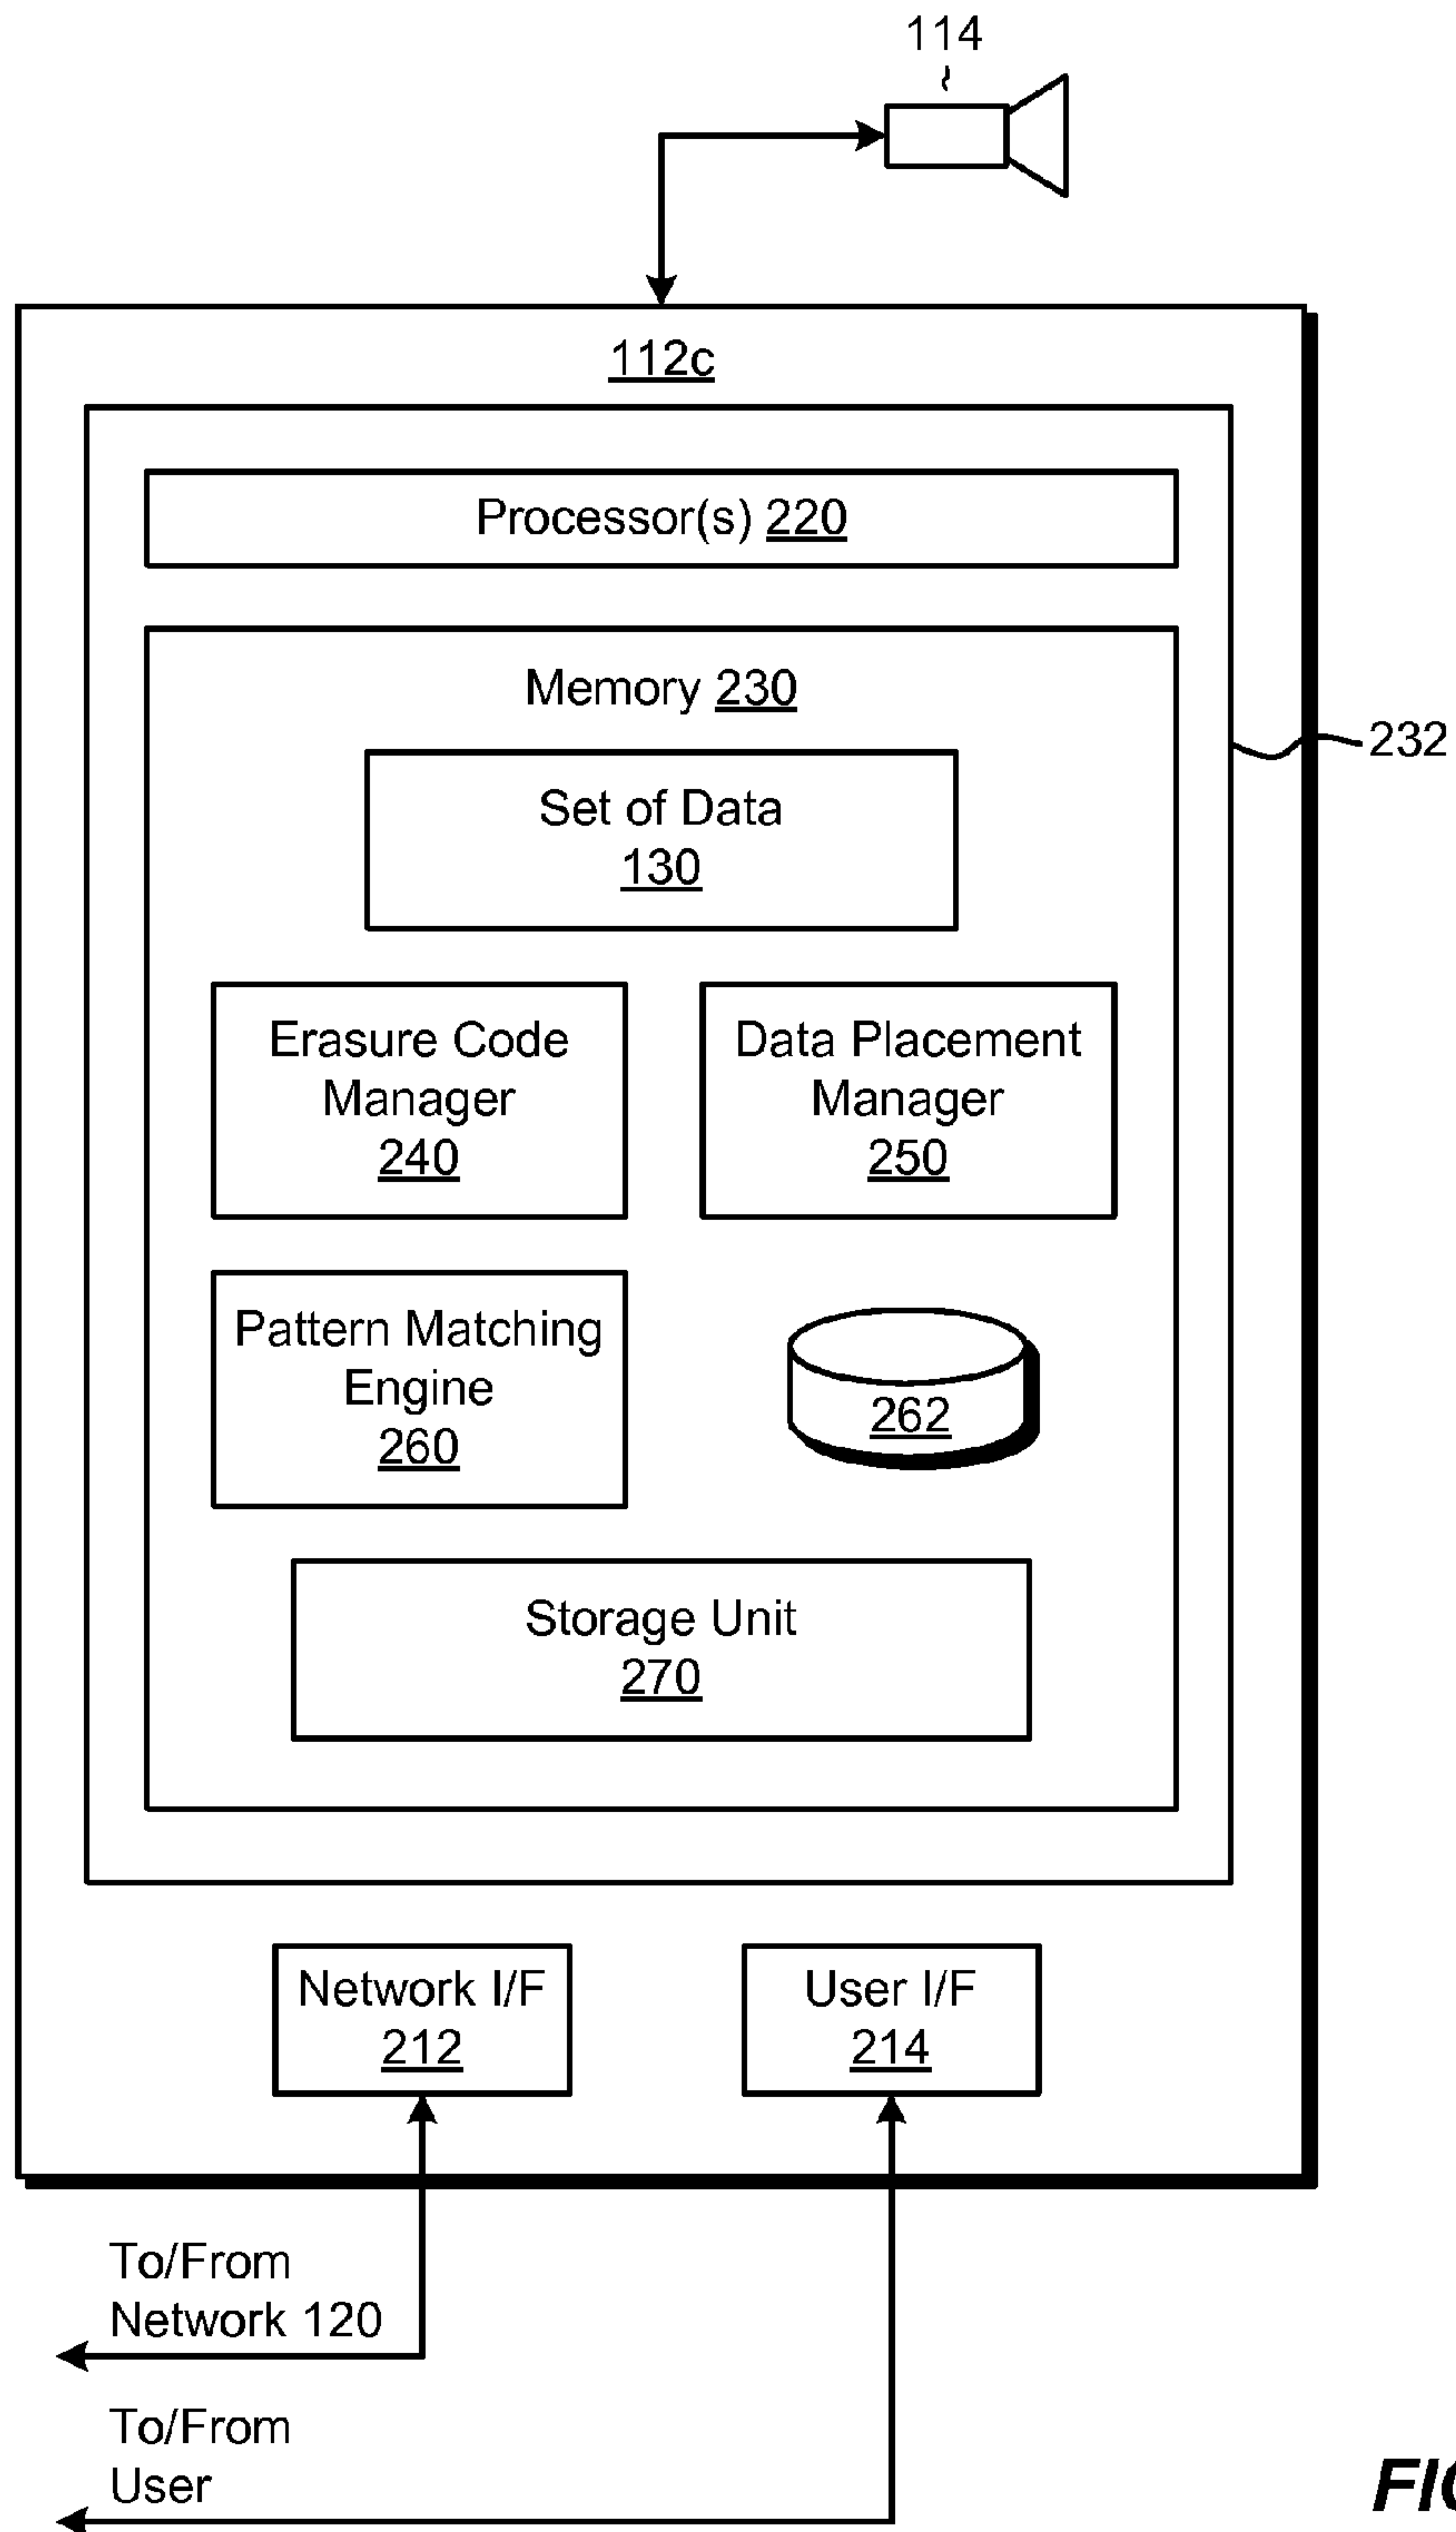 114
112c
Processor(s) 220
Memory 230
232
Set of Data
130
Erasure Code
Manager
240
Data Placement
Manager
250
Pattern Matching
Engine
260
262
Storage Unit
270
Network I/F
212
User I/F
214
To/From
Network 120
To/From
User